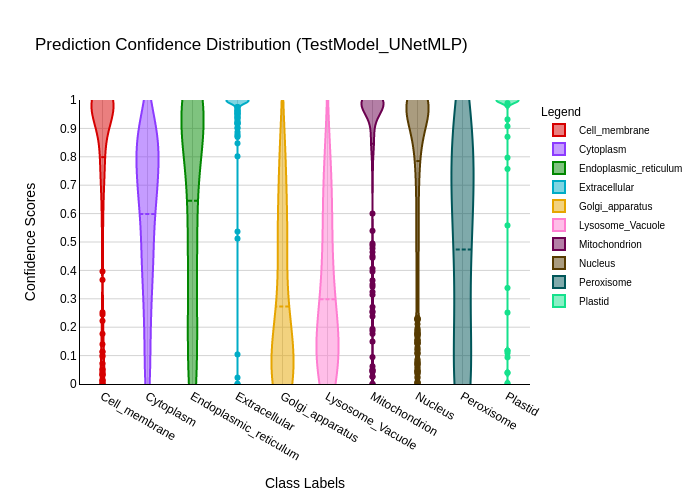 Prediction Confidence Distribution (TestModel_UNetMLP)
Legend
Cell_membrane
Cytoplasm
Endoplasmic_reticulum
Extracellular
Golgi_apparatus
Lysosome_Vacuole
Mitochondrion
Nucleus
Peroxisome
Plastid
Confidence Scores
1
0.9
0.8
0.7
0.6
0.5
0.4
0.3
0.2
0.1
0
Cell_membrane
Cytoplasm
Endoplasmic_reticulum
Extracellular
Golgi_apparatus
Lysosome_Vacuole
Mitochondrion
Nucleus
Peroxisome
Plastid
Class Labels